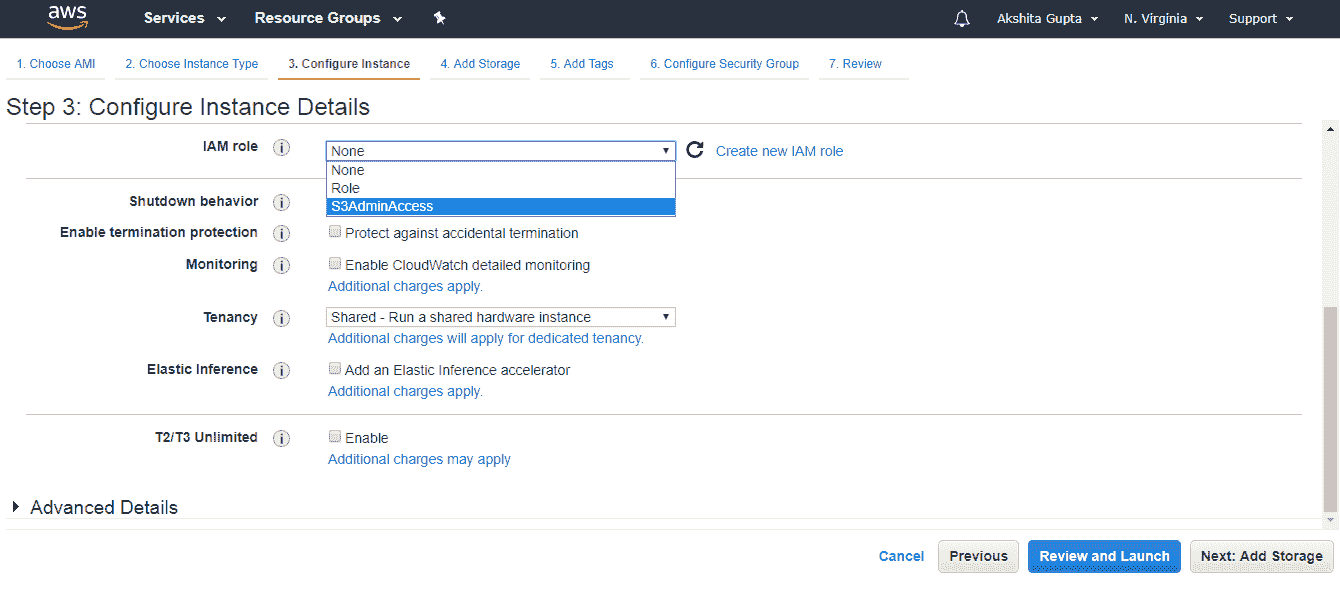 aws Services Resource Groups Akshita Gupta N. Virginia Support
1. Choose AMI 2. Choose Instance Type 3. Configure Instance 4. Add Storage 5. Add Tags 6. Configure Security Group 7. Review
Step 3: Configure Instance Details
IAM role i None Create new IAM role
None
Role
S3AdminAccess
Shutdown behavior i
Enable termination protection i Protect against accidental termination
Monitoring i Enable CloudWatch detailed monitoring
Additional charges apply.
Tenancy i Shared - Run a shared hardware instance
Additional charges will apply for dedicated tenancy.
Elastic Inference i Add an Elastic Inference accelerator
Additional charges apply.
T2/T3 Unlimited i Enable
Additional charges may apply
Advanced Details
Cancel Previous Review and Launch Next: Add Storage